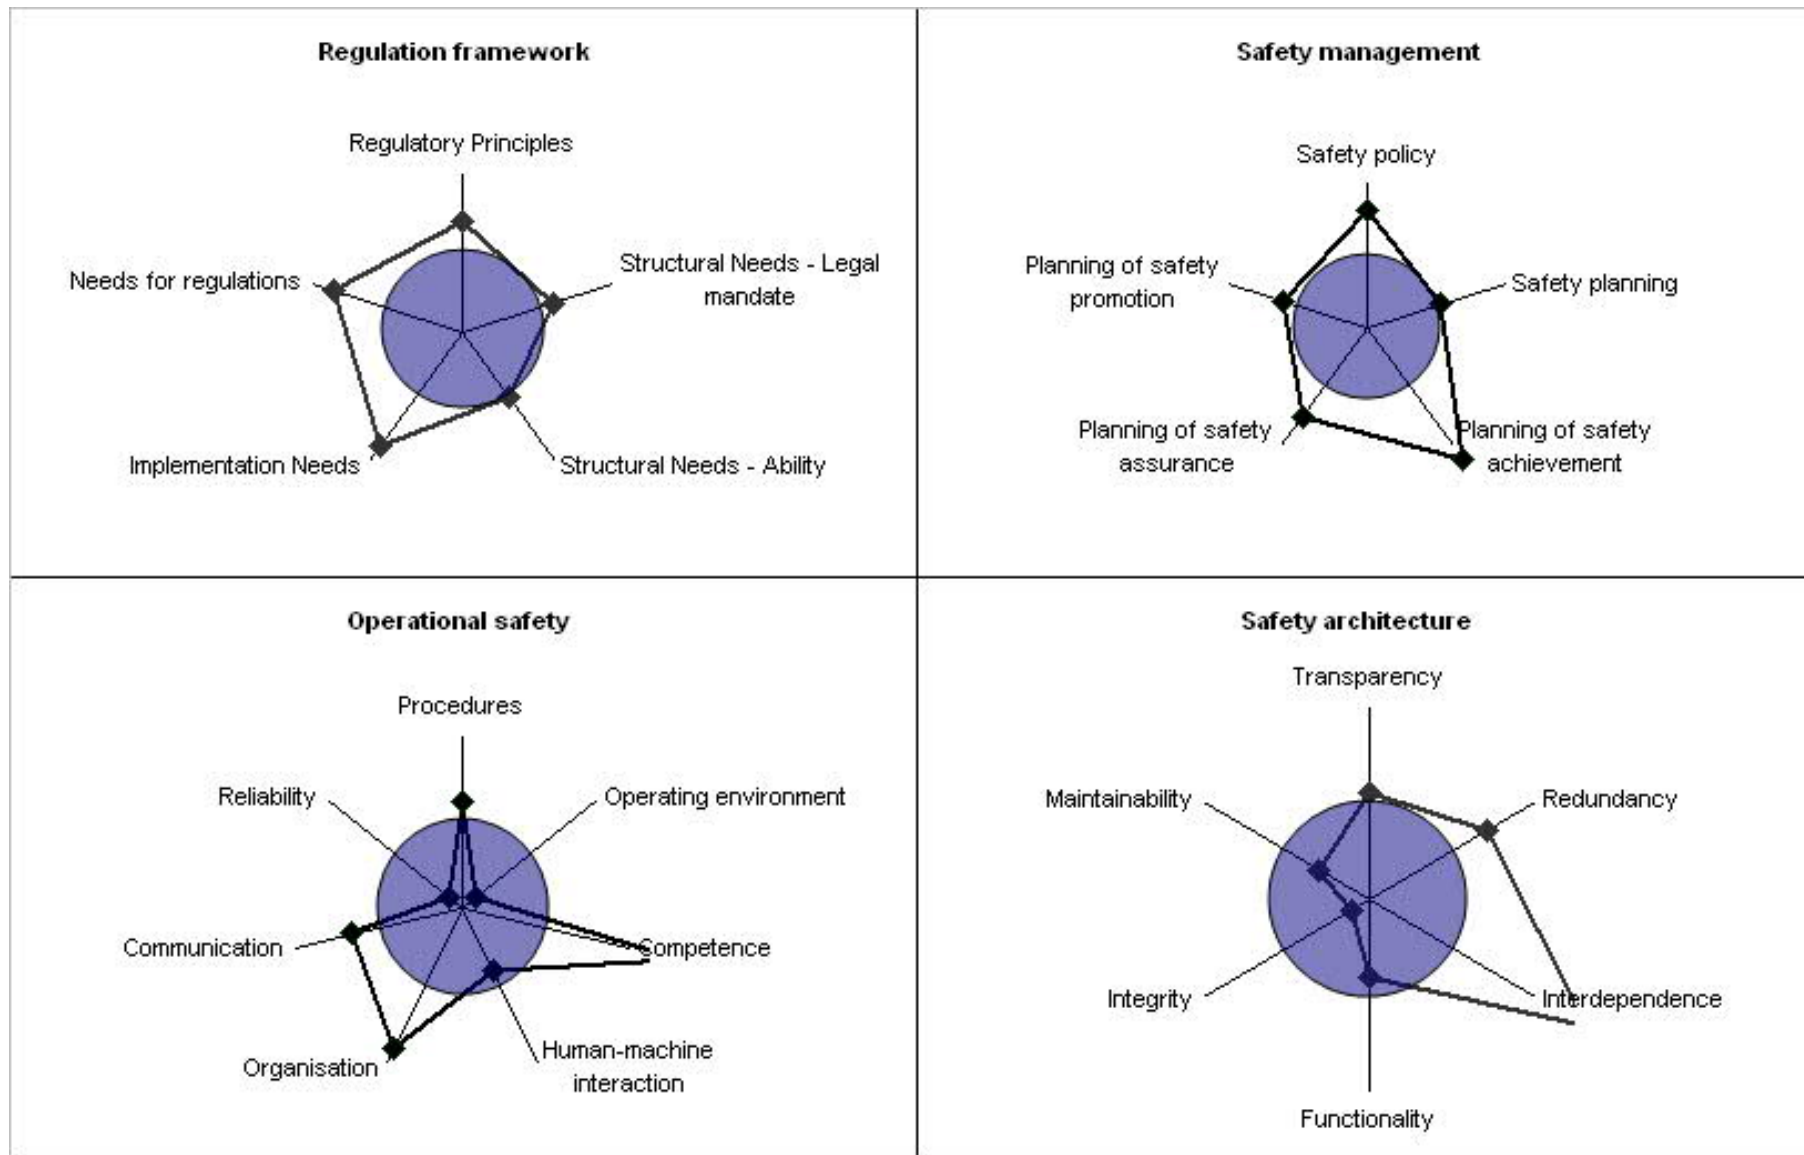 Regulation framework
Regulatory Principles
Structural Needs - Legal
mandate
Needs for regulations
Implementation Needs
Structural Needs - Ability
Safety management
Safety policy
Planning of safety
promotion
Safety planning
Planning of safety
assurance
Planning of safety
achievement
Operational safety
Procedures
Reliability
Operating environment
Communication
Competence
Organisation
Human-machine
interaction
Safety architecture
Transparency
Maintainability
Redundancy
Integrity
Interdependence
Functionality